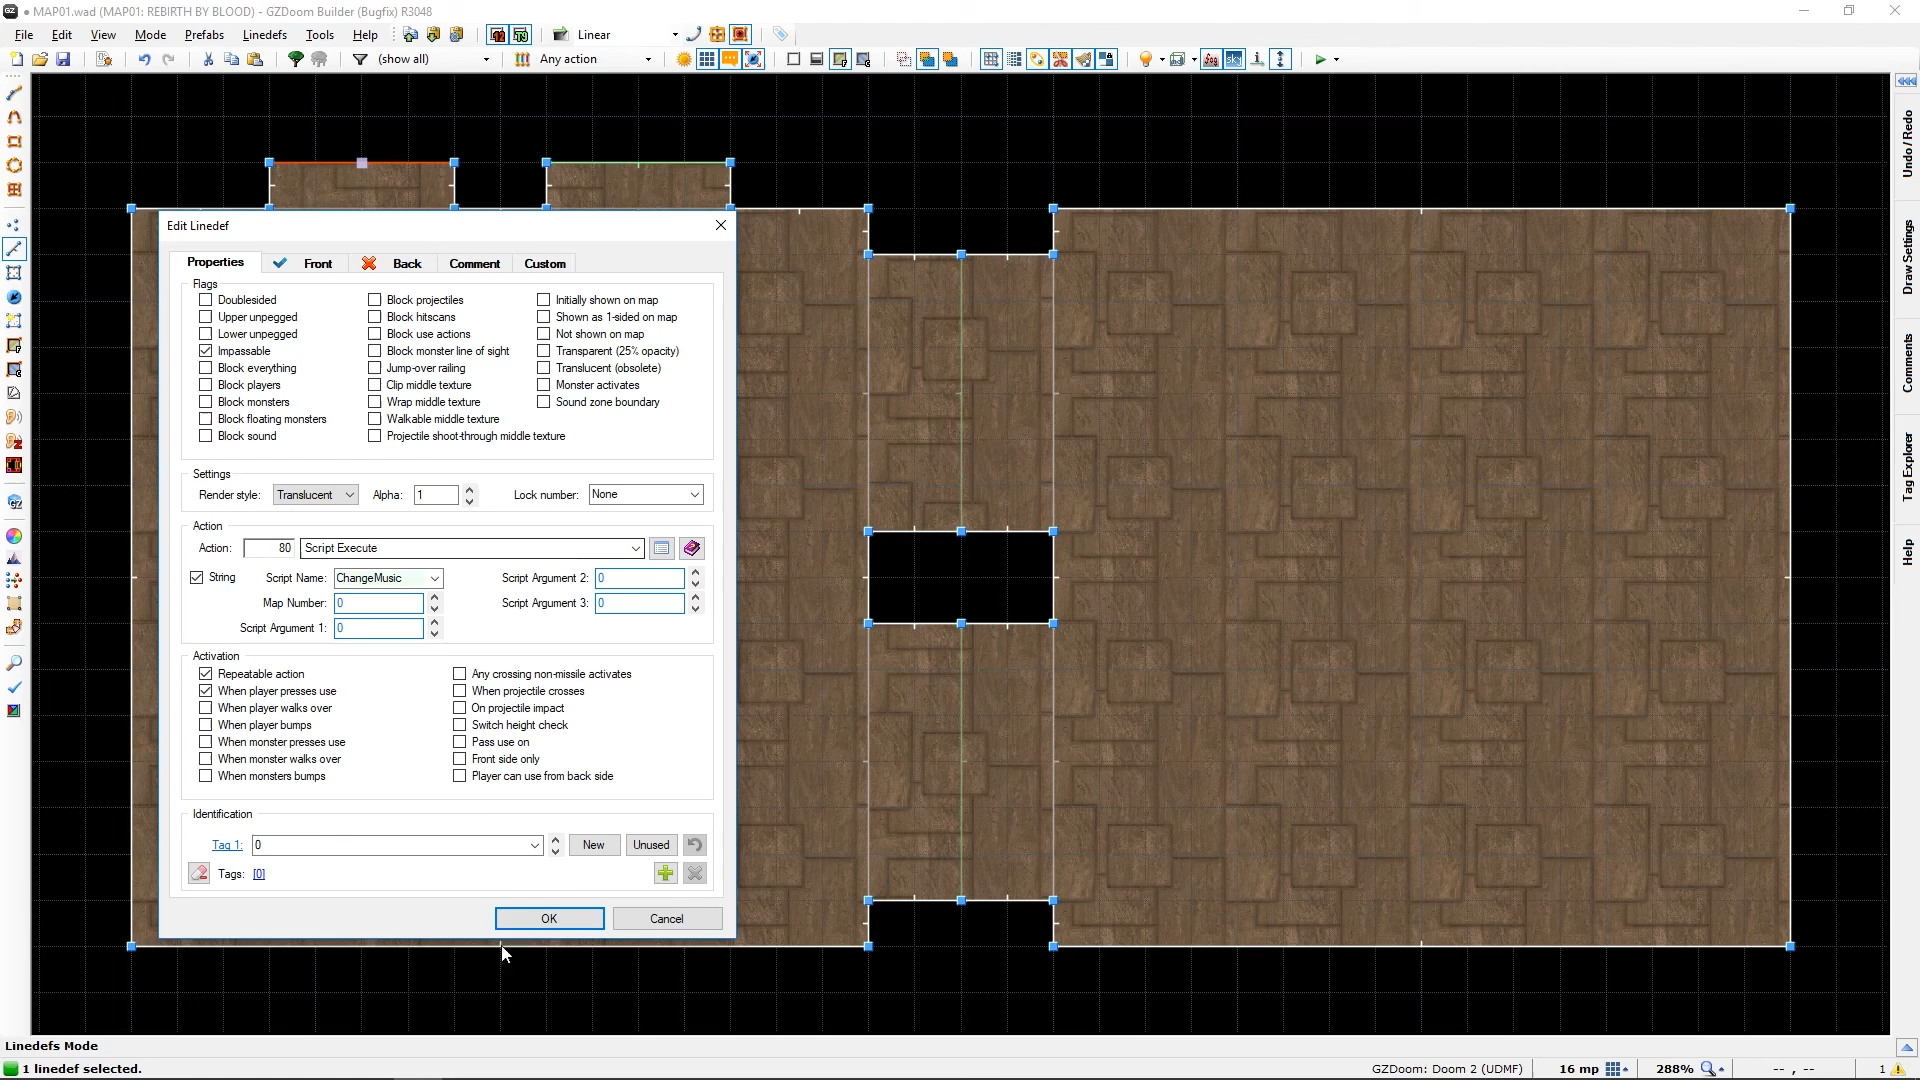 • MAP01.wad (MAP01: REBIRTH BY BLOOD) - GZDoom Builder (Bugfix) R3048
File Edit View Mode Prefabs Linedefs Tools Help Linear
(show all) Any action
Undo/Redo
Draw Settings
Comments
Tag Explorer
Help
Edit Linedef
Properties Front Back Comment Custom
Flags
Doublesided Block projectiles Initially shown on map
Upper unpegged Block hitscans Shown as 1-sided on map
Lower unpegged Block use actions Not shown on map
Impassable Block monster line of sight Transparent (25% opacity)
Block everything Jump-over railing Translucent (obsolete)
Block players Clip middle texture Monster activates
Block monsters Wrap middle texture Sound zone boundary
Block floating monsters Walkable middle texture
Block sound Projectile shoot-through middle texture
Settings
Render style: Translucent Alpha: 1 Lock number: None
Action
Action: 80 Script Execute
String Script Name: ChangeMusic Script Argument 2: 0
Map Number: 0 Script Argument 3: 0
Script Argument 1: 0
Activation
Repeatable action Any crossing non-missile activates
When player presses use When projectile crosses
When player walks over On projectile impact
When player bumps Switch height check
When monster presses use Pass use on
When monster walks over Front side only
When monsters bumps Player can use from back side
Identification
Tag 1: 0 New Unused
Tags: [0]
OK Cancel
Linedefs Mode
1 linedef selected. GZDoom: Doom 2 (UDMF) 16 mp 288% -- , -- 1